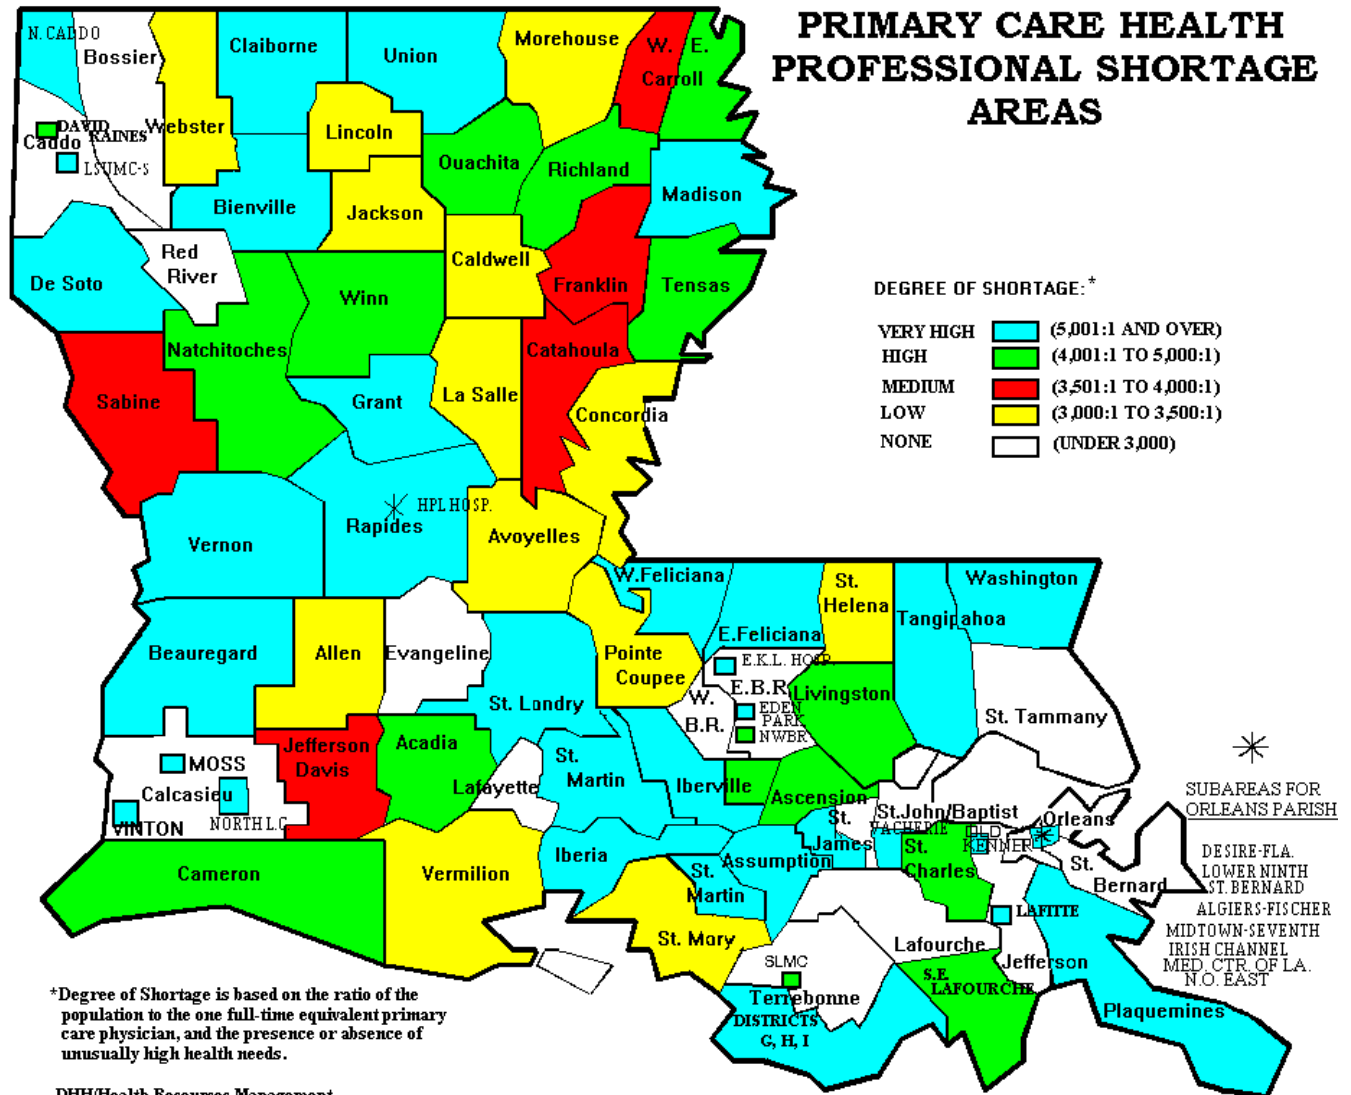 PRIMARY CARE HEALTH
PROFESSIONAL SHORTAGE
AREAS
N. CADDO
Bossier
Claiborne
Union
Morehouse
W. E.
Carroll
DAVID
RAINES
Caddo
LSUMC-S
Webster
Lincoln
Ouachita
Richland
Madison
Bienville
Jackson
Red
River
De Soto
Caldwell
Franklin
Tensas
Winn
Natchitoches
Catahoula
Sabine
Grant
La Salle
Concordia
DEGREE OF SHORTAGE:*
VERY HIGH (5,001:1 AND OVER)
HIGH (4,001:1 TO 5,000:1)
MEDIUM (3,501:1 TO 4,000:1)
LOW (3,000:1 TO 3,500:1)
NONE (UNDER 3,000)
HPL HOSP.
Rapides
Vernon
Avoyelles
W.Feliciana
St.
Helena
Washington
Tangipahoa
E.Feliciana
Beauregard
Allen
Evangeline
Pointe
Coupee
E.K.L. HOSP.
E.B.R.
W.
B.R.
EDEN
PARK
NWBR
Livingston
St. Landry
St. Tammany
Jefferson
Davis
Acadia
Lafayette
St.
Martin
Iberville
Ascension
MOSS
Calcasieu
VINTON
NORTH L.C
St.John/Baptist
St.
James
VACHERIE
OLD
KENNER
Orleans
St.
Charles
St.
Bernard
Cameron
Vermilion
Iberia
Assumption
St.
Martin
St. Mary
LAFITTE
Lafourche
Jefferson
SLMC
Terrebonne
DISTRICTS
G, H, I
S.E.
LAFOURCHE
Plaquemines
SUBAREAS FOR
ORLEANS PARISH
DESIRE-FLA.
LOWER NINTH
ST. BERNARD
ALGIERS-FISCHER
MIDTOWN-SEVENTH
IRISH CHANNEL
MED. CTR. OF LA.
N.O. EAST
*Degree of Shortage is based on the ratio of the
population to the one full-time equivalent primary
care physician, and the presence or absence of
unusually high health needs.
DHH/Health Resources Management